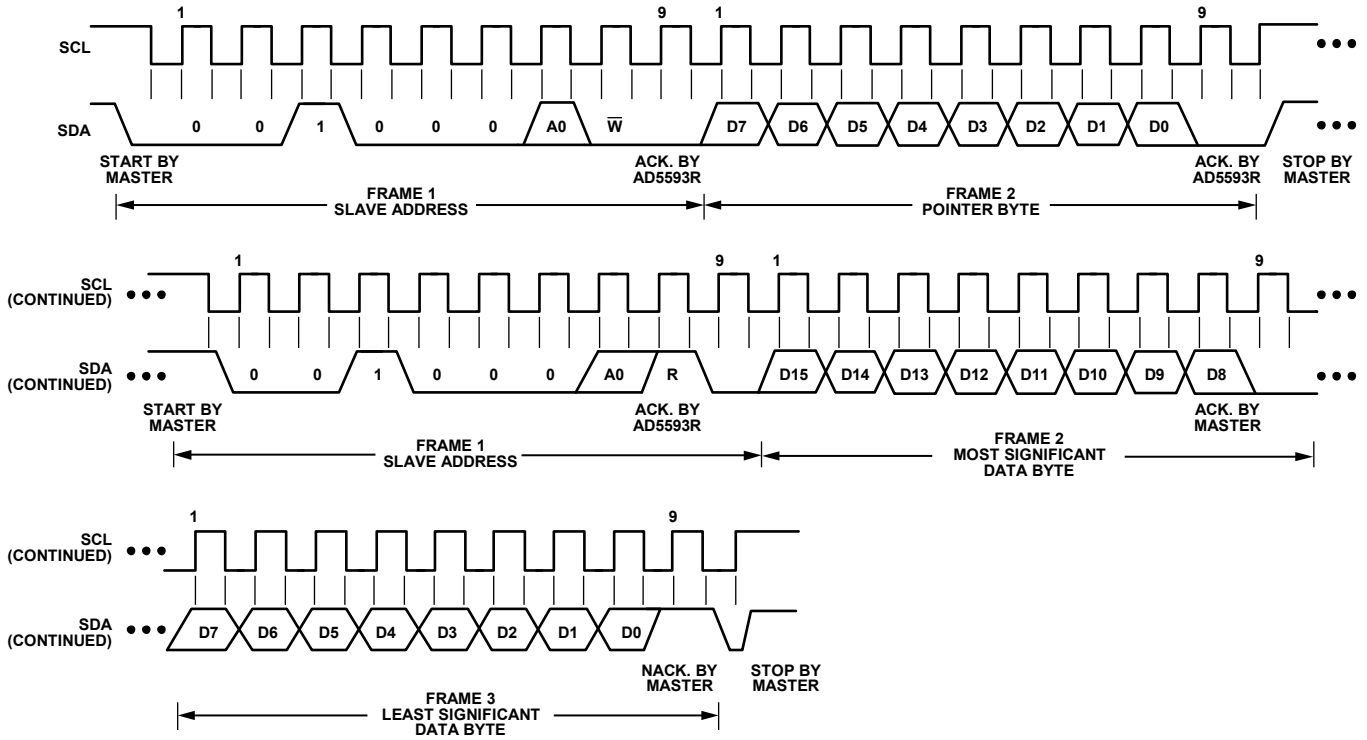 1 9 1 9
SCL
SDA
0 0 1 0 0 0 A0 W̅ D7 D6 D5 D4 D3 D2 D1 D0
START BY
MASTER
ACK. BY
AD5593R
ACK. BY
AD5593R
STOP BY
MASTER
FRAME 1
SLAVE ADDRESS
FRAME 2
POINTER BYTE
1 9 1 9
SCL
(CONTINUED)
SDA
(CONTINUED)
0 0 1 0 0 0 A0 R D15 D14 D13 D12 D11 D10 D9 D8
START BY
MASTER
ACK. BY
AD5593R
ACK. BY
MASTER
FRAME 1
SLAVE ADDRESS
FRAME 2
MOST SIGNIFICANT
DATA BYTE
1 9
SCL
(CONTINUED)
SDA
(CONTINUED)
D7 D6 D5 D4 D3 D2 D1 D0
NACK. BY
MASTER
STOP BY
MASTER
FRAME 3
LEAST SIGNIFICANT
DATA BYTE